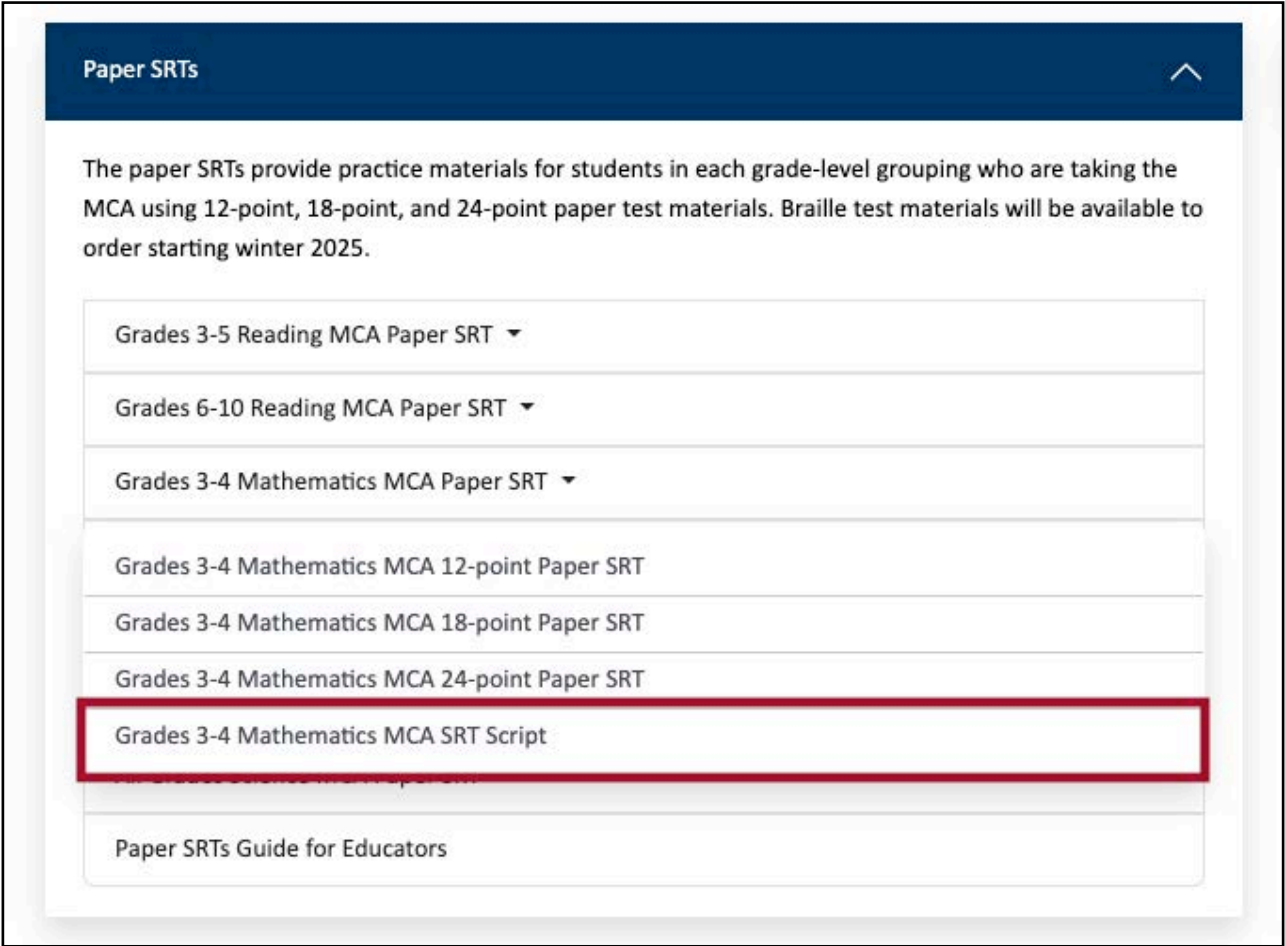 Paper SRTs
The paper SRTs provide practice materials for students in each grade-level grouping who are taking the
MCA using 12-point, 18-point, and 24-point paper test materials. Braille test materials will be available to
order starting winter 2025.
Grades 3-5 Reading MCA Paper SRT
Grades 6-10 Reading MCA Paper SRT
Grades 3-4 Mathematics MCA Paper SRT
Grades 3-4 Mathematics MCA 12-point Paper SRT
Grades 3-4 Mathematics MCA 18-point Paper SRT
Grades 3-4 Mathematics MCA 24-point Paper SRT
Grades 3-4 Mathematics MCA SRT Script
Paper SRTs Guide for Educators